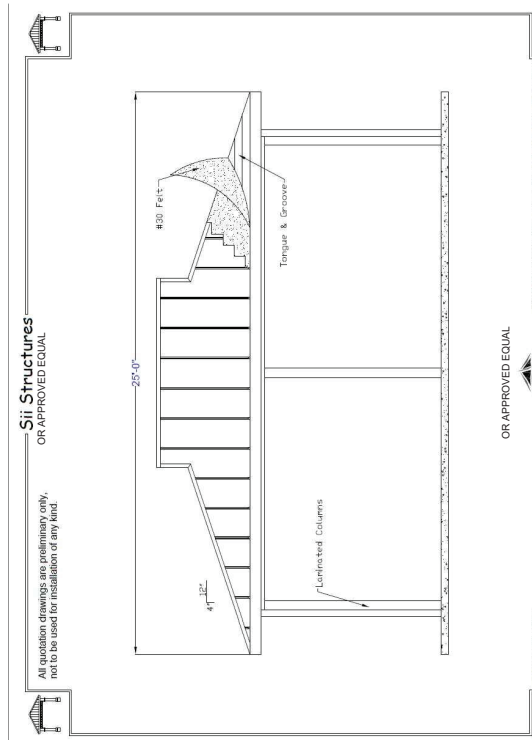 Sii Structures
OR APPROVED EQUAL
All quotation drawings are preliminary only,
not to be used for installation of any kind.
25'-0"
#30 Felt
Tongue & Groove
12"
4"
Laminated Columns
OR APPROVED EQUAL